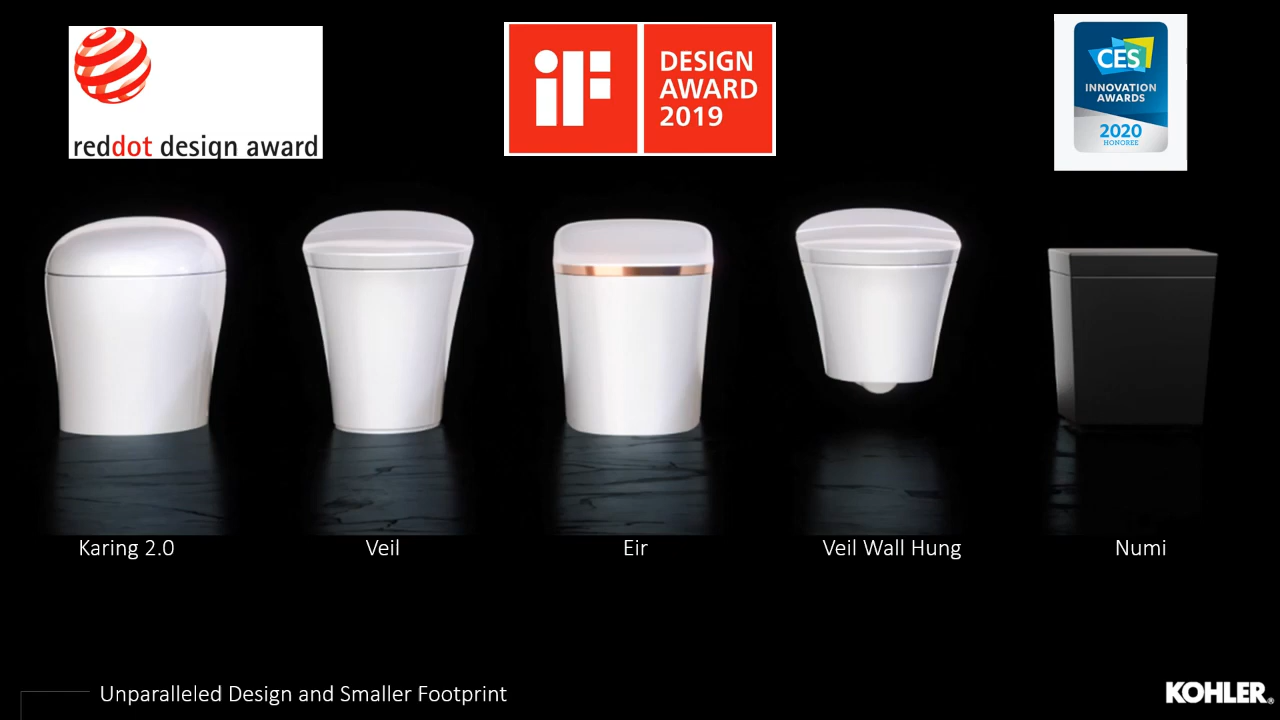 reddot design award
iF
DESIGN
AWARD
2019
CES
INNOVATION
AWARDS
2020
HONOREE
Karing 2.0
Veil
Eir
Veil Wall Hung
Numi
Unparalleled Design and Smaller Footprint
KOHLER®